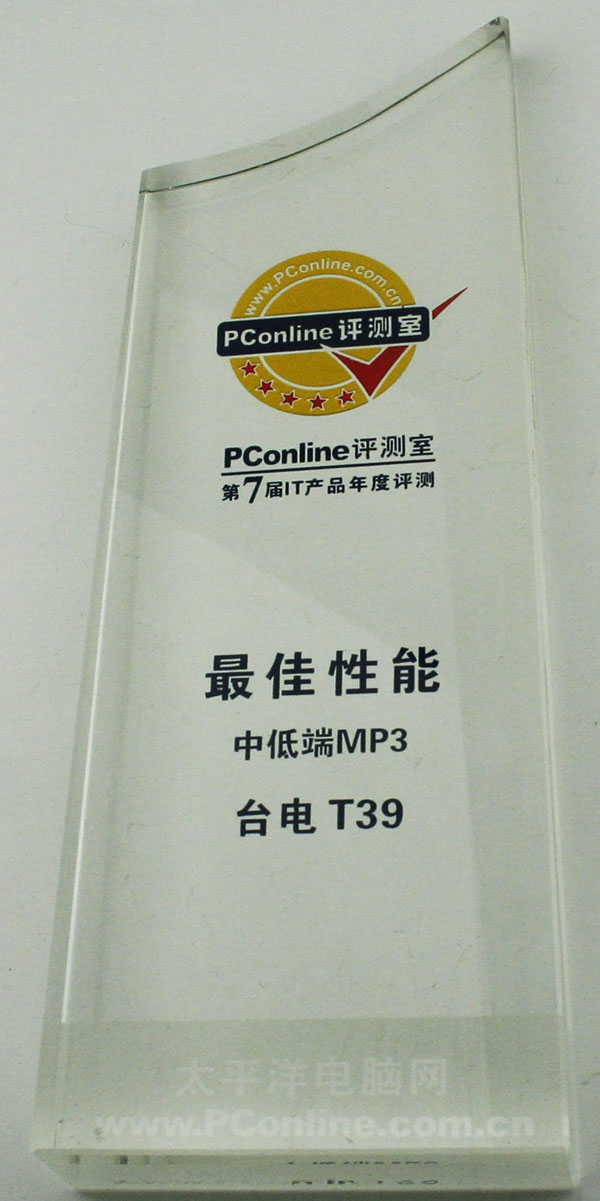 www.PConline.com.cn
PConline评测室
PConline评测室
第7届IT产品年度评测
最佳性能
中低端MP3
台电 T39
太平洋电脑网
www.PConline.com.cn